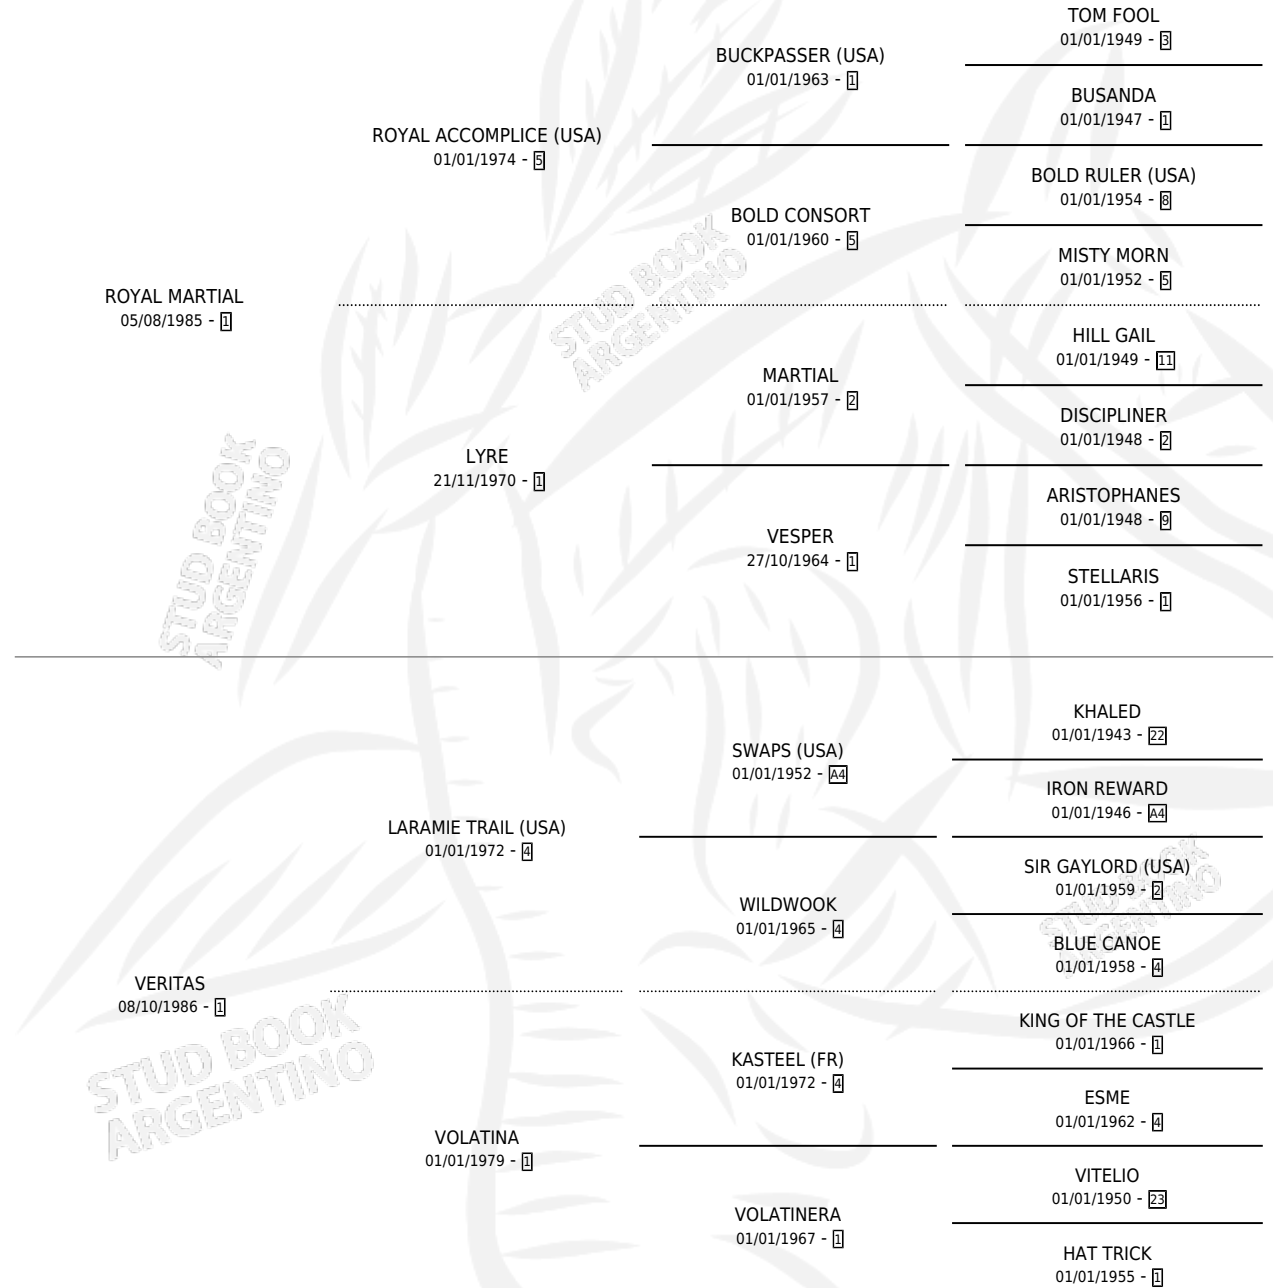 TOM FOOL
01/01/1949 - 3
BUCKPASSER (USA)
01/01/1963 - 1
BUSANDA
01/01/1947 - 1
ROYAL ACCOMPLICE (USA)
01/01/1974 - 5
BOLD RULER (USA)
01/01/1954 - 8
BOLD CONSORT
01/01/1960 - 5
MISTY MORN
01/01/1952 - 5
ROYAL MARTIAL
05/08/1985 - 1
HILL GAIL
01/01/1949 - 11
MARTIAL
01/01/1957 - 2
DISCIPLINER
01/01/1948 - 2
LYRE
21/11/1970 - 1
ARISTOPHANES
01/01/1948 - 9
VESPER
27/10/1964 - 1
STELLARIS
01/01/1956 - 1
STUD BOOK
ARGENTINO
STUD BOOK
ARGENTINO
KHALED
01/01/1943 - 22
SWAPS (USA)
01/01/1952 - A4
IRON REWARD
01/01/1946 - A4
LARAMIE TRAIL (USA)
01/01/1972 - 4
SIR GAYLORD (USA)
01/01/1959 - 2
WILDWOOK
01/01/1965 - 4
BLUE CANOE
01/01/1958 - 4
VERITAS
08/10/1986 - 1
KING OF THE CASTLE
01/01/1966 - 1
KASTEEL (FR)
01/01/1972 - 4
ESME
01/01/1962 - 4
VOLATINA
01/01/1979 - 1
VITELIO
01/01/1950 - 23
VOLATINERA
01/01/1967 - 1
HAT TRICK
01/01/1955 - 1
STUD BOOK
ARGENTINO
STUD BOOK
ARGENTINO